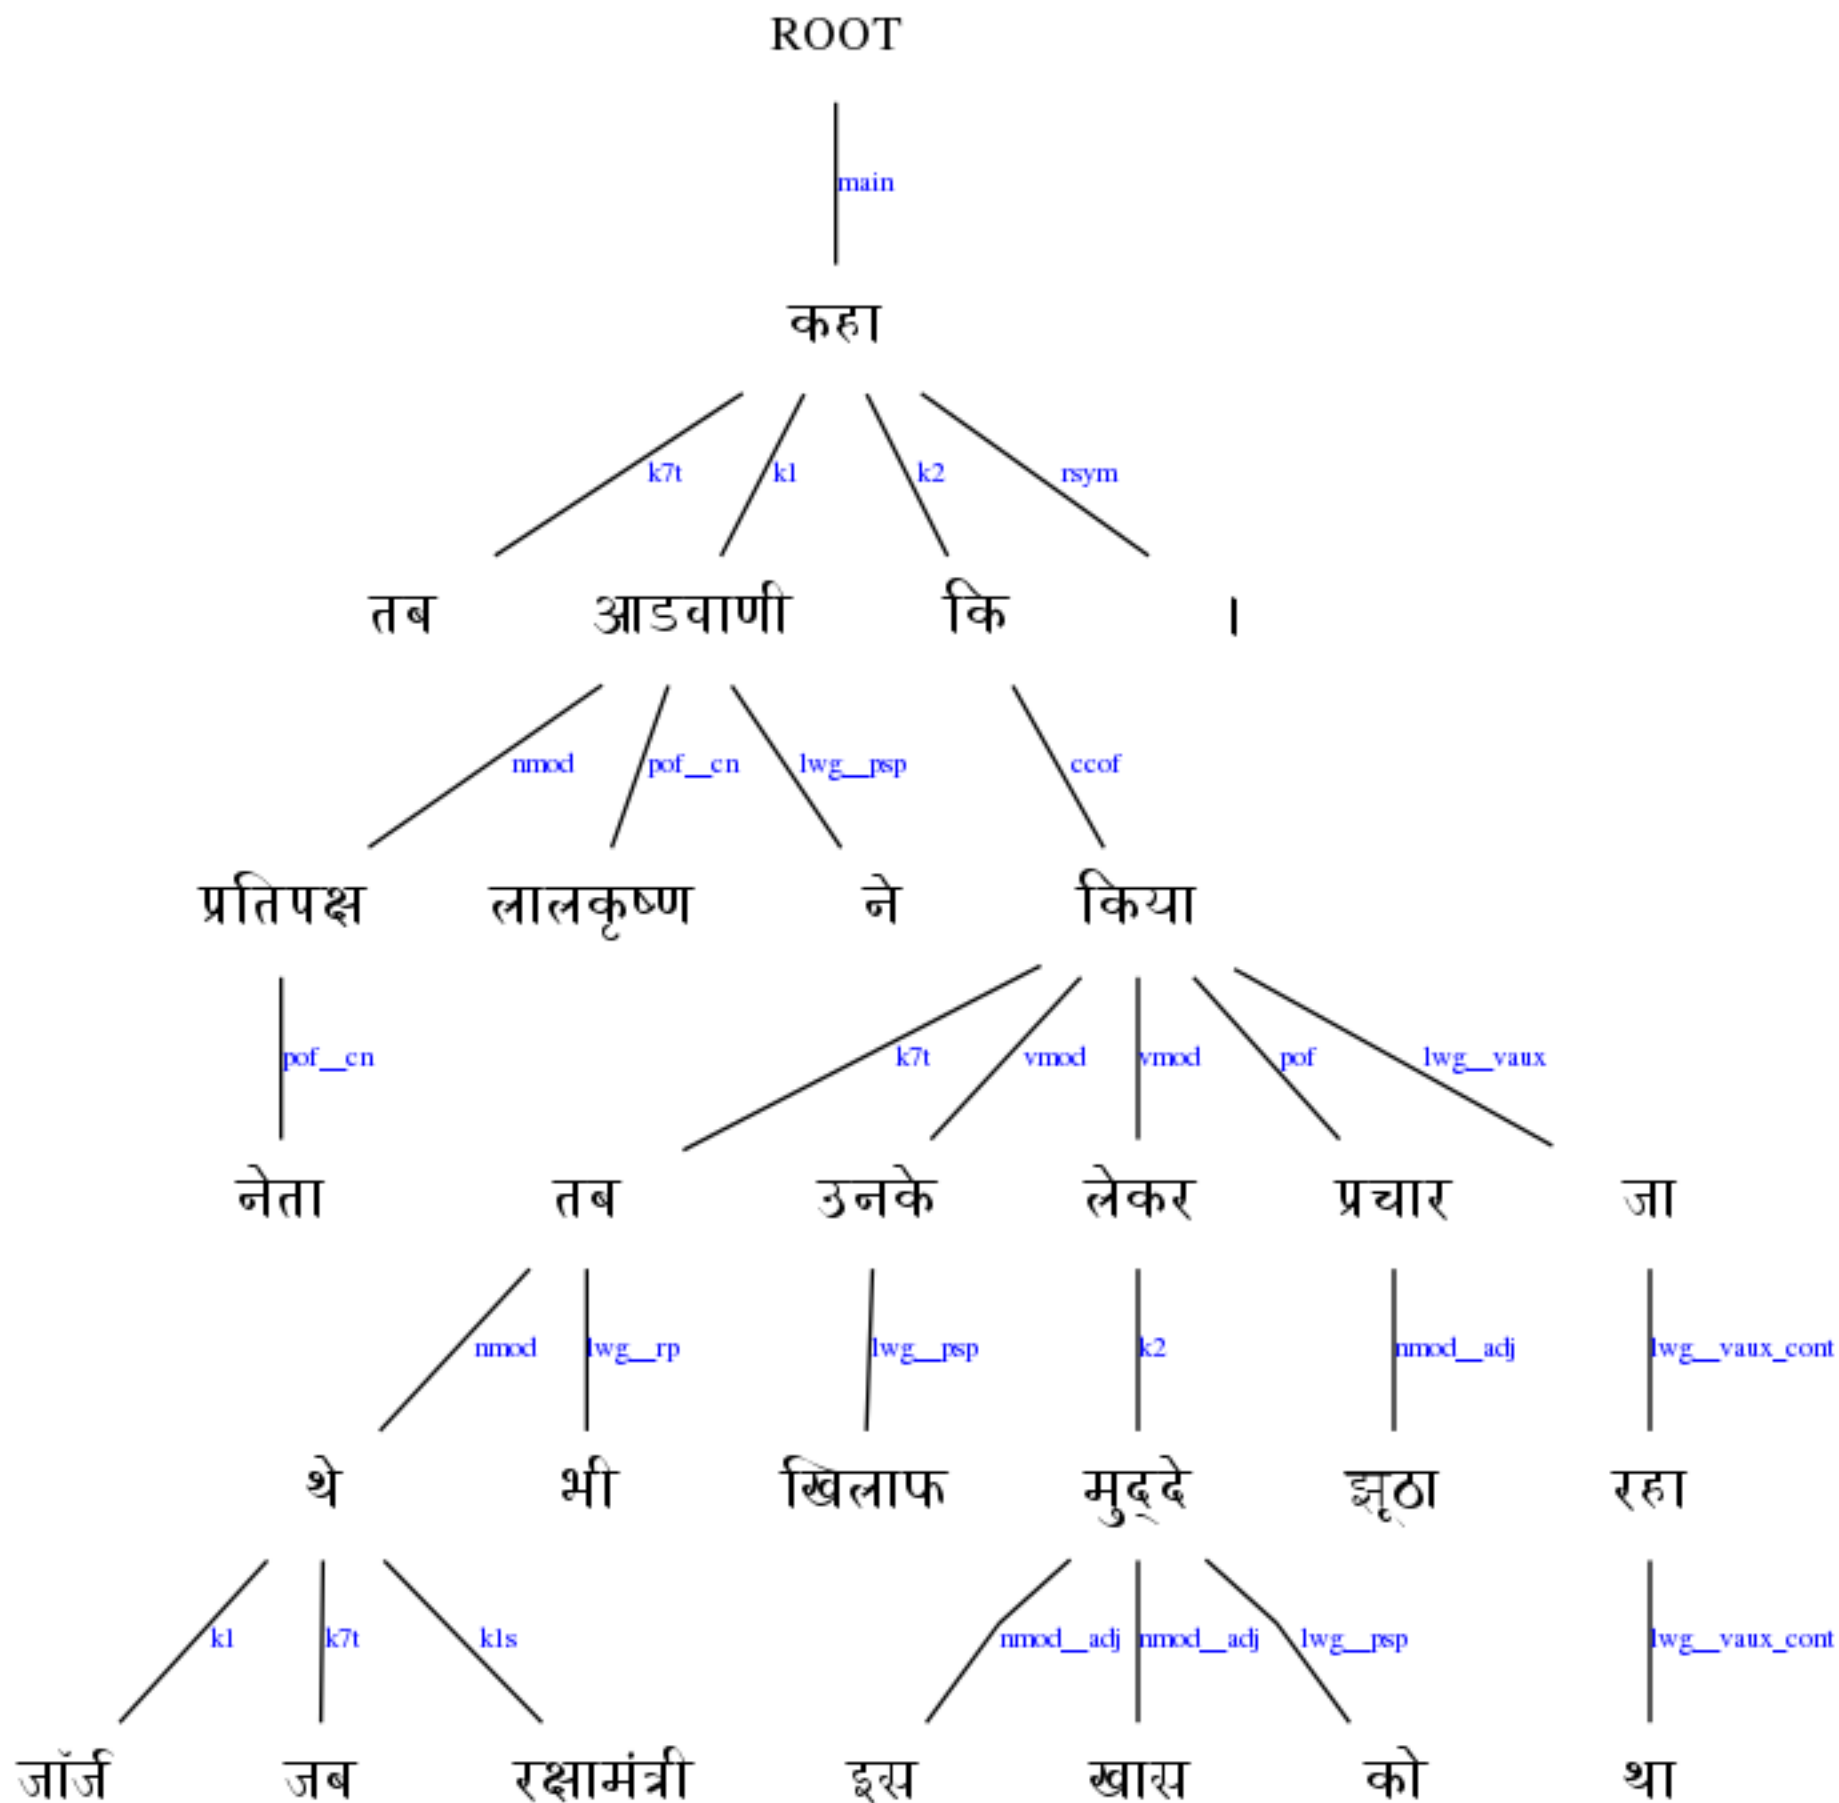 ROOT
main
कहा
k7t k1 k2 rsym
तब आडवाणी कि ।
nmod pof__cn lwg__psp ccof
प्रतिपक्ष लालकृष्ण ने किया
pof__cn k7t vmod vmod pof lwg__vaux
नेता तब उनके लेकर प्रचार जा
nmod lwg__rp lwg__psp k2 nmod__adj lwg__vaux_cont
थे भी खिलाफ मुद्दे झूठा रहा
k1 k7t k1s nmod__adj nmod__adj lwg__psp lwg__vaux_cont
जॉर्ज जब रक्षामंत्री इस खास को था